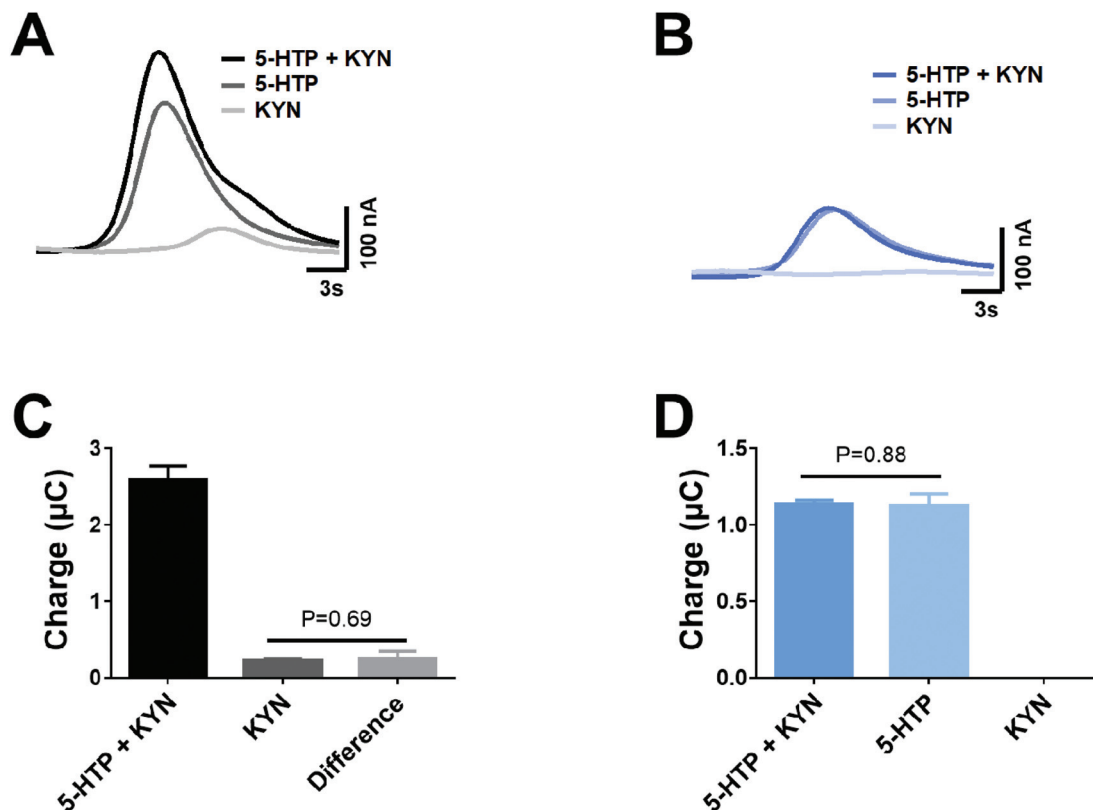 A
5-HTP + KYN
5-HTP
KYN
100 nA
3s
B
5-HTP + KYN
5-HTP
KYN
100 nA
3s
C
Charge (µC)
3
2
1
0
P=0.69
5-HTP + KYN
KYN
Difference
D
Charge (µC)
1.5
1.0
0.5
0.0
P=0.88
5-HTP + KYN
5-HTP
KYN